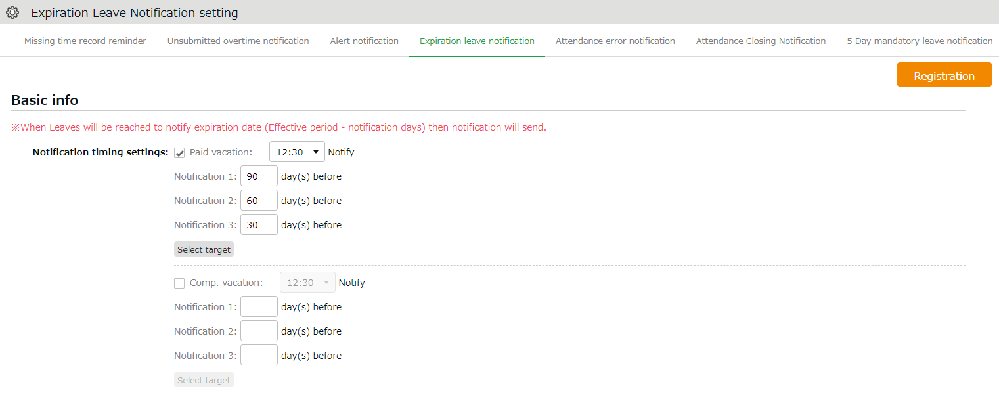 Expiration Leave Notification setting
Missing time record reminder Unsubmitted overtime notification Alert notification Expiration leave notification Attendance error notification Attendance Closing Notification 5 Day mandatory leave notification
Registration
Basic info
※When Leaves will be reached to notify expiration date (Effective period - notification days) then notification will send.
Notification timing settings: Paid vacation: 12:30 Notify
Notification 1: 90 day(s) before
Notification 2: 60 day(s) before
Notification 3: 30 day(s) before
Select target
Comp. vacation: 12:30 Notify
Notification 1: day(s) before
Notification 2: day(s) before
Notification 3: day(s) before
Select target